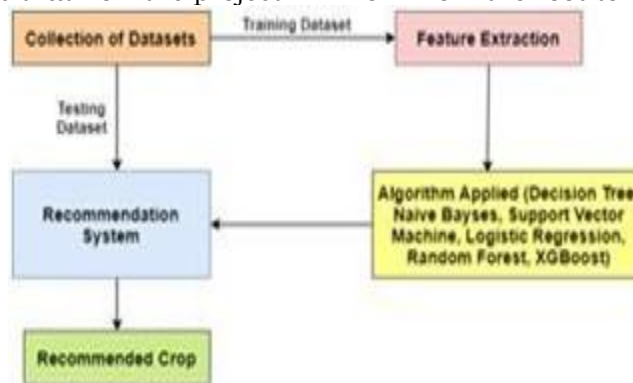 Collection of Datasets
Training Dataset
Feature Extraction
Testing
Dataset
Recommendation
System
Algorithm Applied (Decision Tree
Naive Bayses, Support Vector
Machine, Logistic Regression,
Random Forest, XGBoost)
Recommended Crop